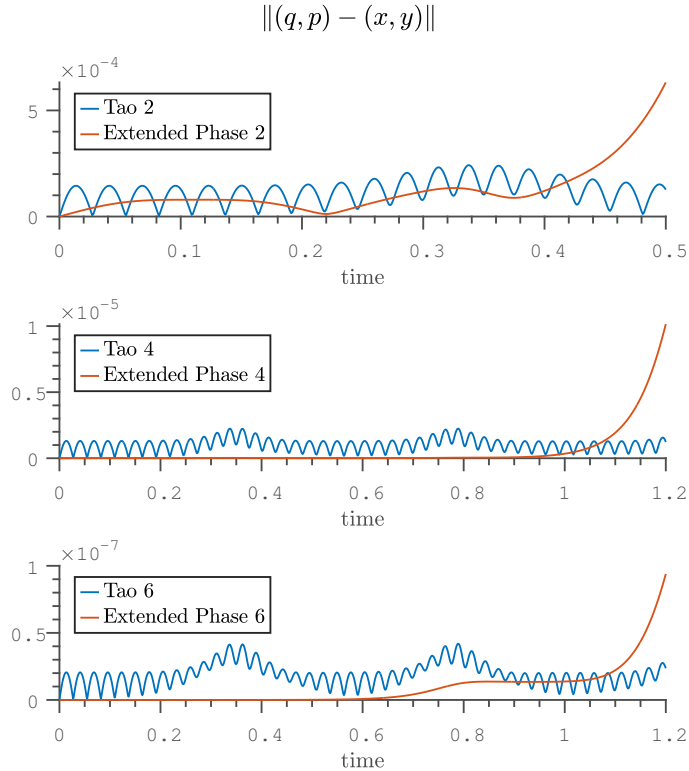 ‖(q, p) − (x, y)‖
×10⁻⁴
5
0
Tao 2
Extended Phase 2
0 0.1 0.2 0.3 0.4 0.5
time
×10⁻⁵
1
0.5
0
Tao 4
Extended Phase 4
0 0.2 0.4 0.6 0.8 1 1.2
time
×10⁻⁷
1
0.5
0
Tao 6
Extended Phase 6
0 0.2 0.4 0.6 0.8 1 1.2
time